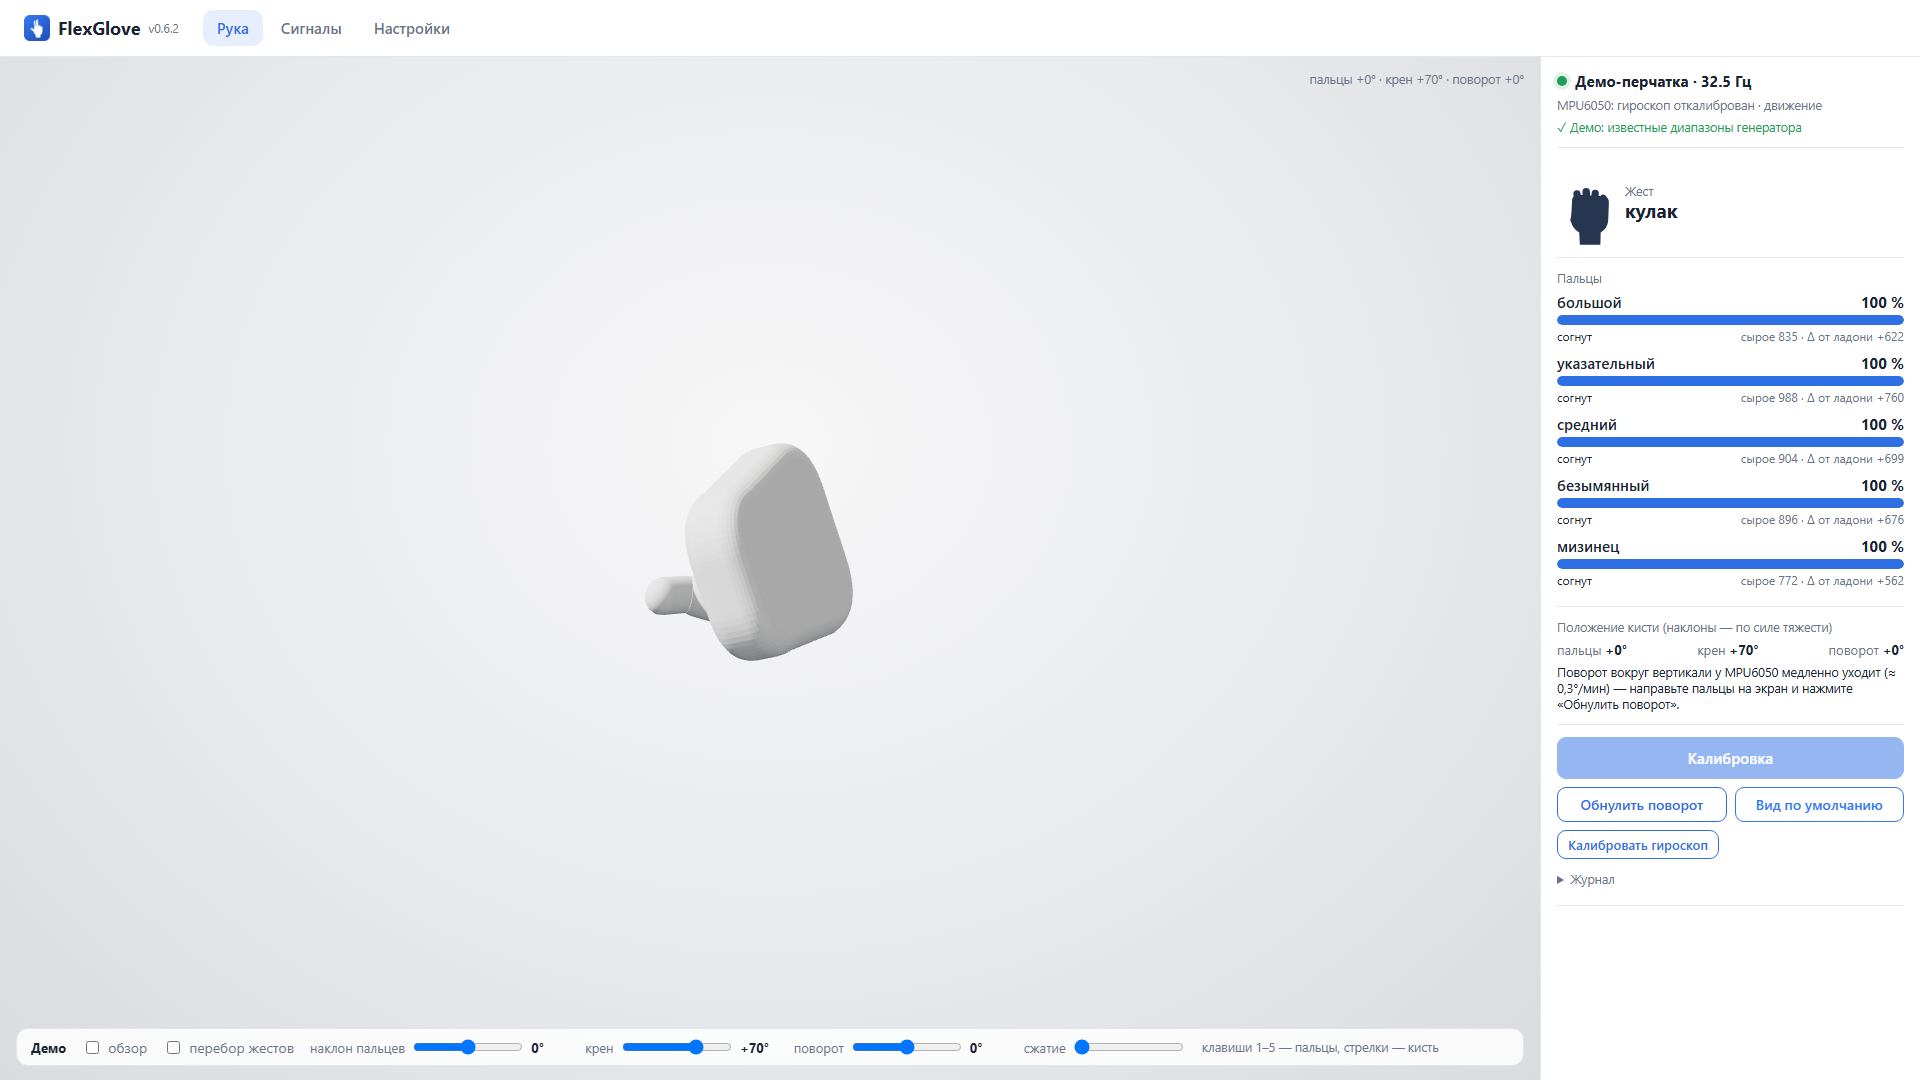 FlexGlove v0.6.2 Рука Сигналы Настройки
пальцы +0° · крен +70° · поворот +0°
Демо-перчатка · 32.5 Гц
MPU6050: гироскоп откалиброван · движение
✓ Демо: известные диапазоны генератора
Жест
кулак
Пальцы
большой 100 %
согнут сырое 835 · Δ от ладони +622
указательный 100 %
согнут сырое 988 · Δ от ладони +760
средний 100 %
согнут сырое 904 · Δ от ладони +699
безымянный 100 %
согнут сырое 896 · Δ от ладони +676
мизинец 100 %
согнут сырое 772 · Δ от ладони +562
Положение кисти (наклоны — по силе тяжести)
пальцы +0° крен +70° поворот +0°
Поворот вокруг вертикали у MPU6050 медленно уходит (≈
0,3°/мин) — направьте пальцы на экран и нажмите
«Обнулить поворот».
Калибровка
Обнулить поворот Вид по умолчанию
Калибровать гироскоп
▶ Журнал
Демо обзор перебор жестов наклон пальцев 0° крен +70° поворот 0° сжатие клавиши 1–5 — пальцы, стрелки — кисть